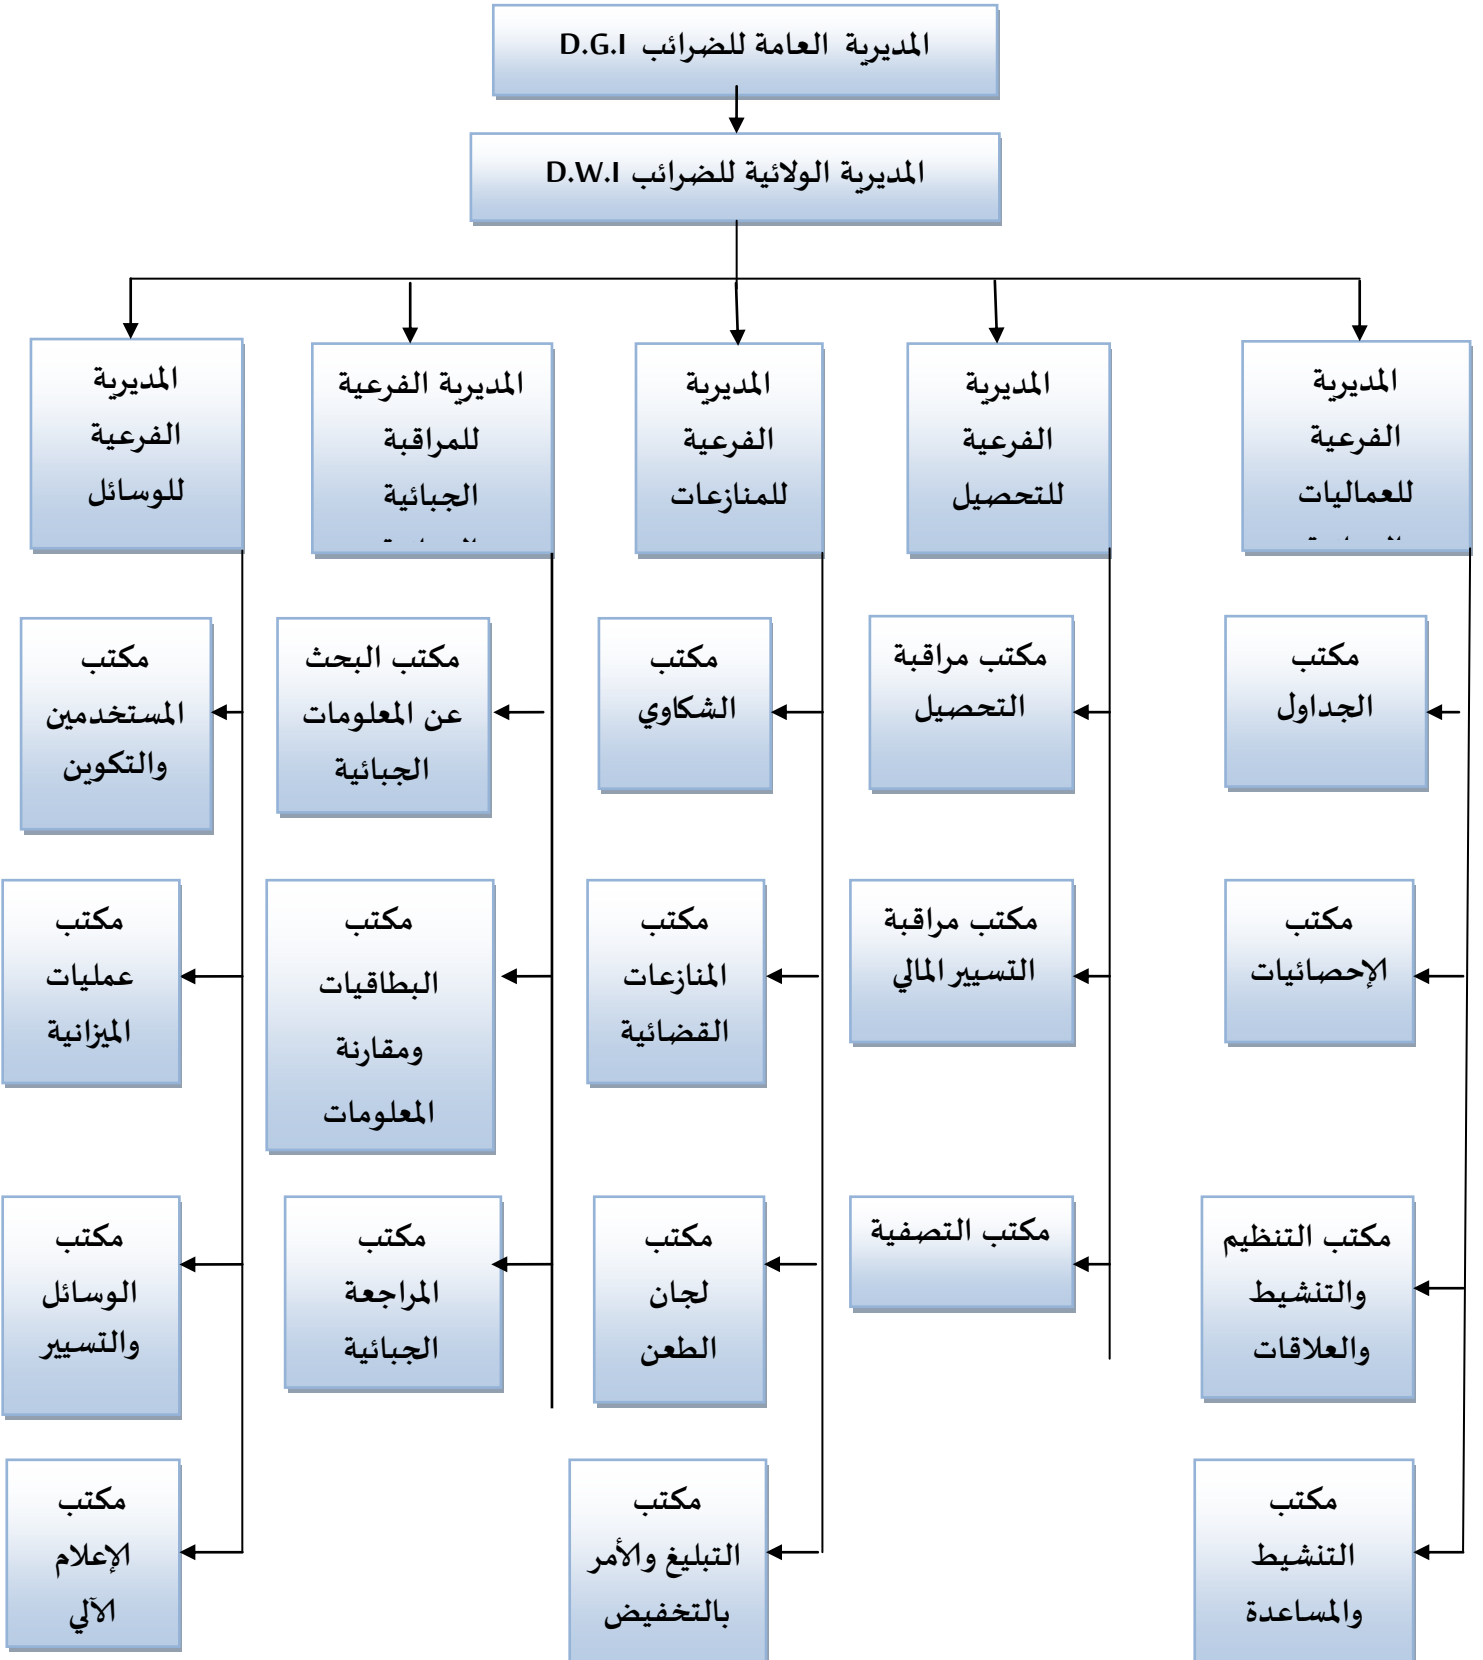 المديرية العامة للضرائب D.G.I
المديرية الولائية للضرائب D.W.I
المديرية
الفرعية
للعماليات
المديرية
الفرعية
للتحصيل
المديرية
الفرعية
للمنازعات
المديرية الفرعية
للمراقبة
الجبائية
المديرية
الفرعية
للوسائل
مكتب
الجداول
مكتب مراقبة
التحصيل
مكتب
الشكاوي
مكتب البحث
عن المعلومات
الجبائية
مكتب
المستخدمين
والتكوين
مكتب
الإحصائيات
مكتب مراقبة
التسيير المالي
مكتب
المنازعات
القضائية
مكتب
البطاقيات
ومقارنة
المعلومات
مكتب
عمليات
الميزانية
مكتب التنظيم
والتنشيط
والعلاقات
مكتب التصفية
مكتب
لجان
الطعن
مكتب
المراجعة
الجبائية
مكتب
الوسائل
والتسيير
مكتب
التنشيط
والمساعدة
مكتب
التبليغ والأمر
بالتخفيض
مكتب
الإعلام
الآلي